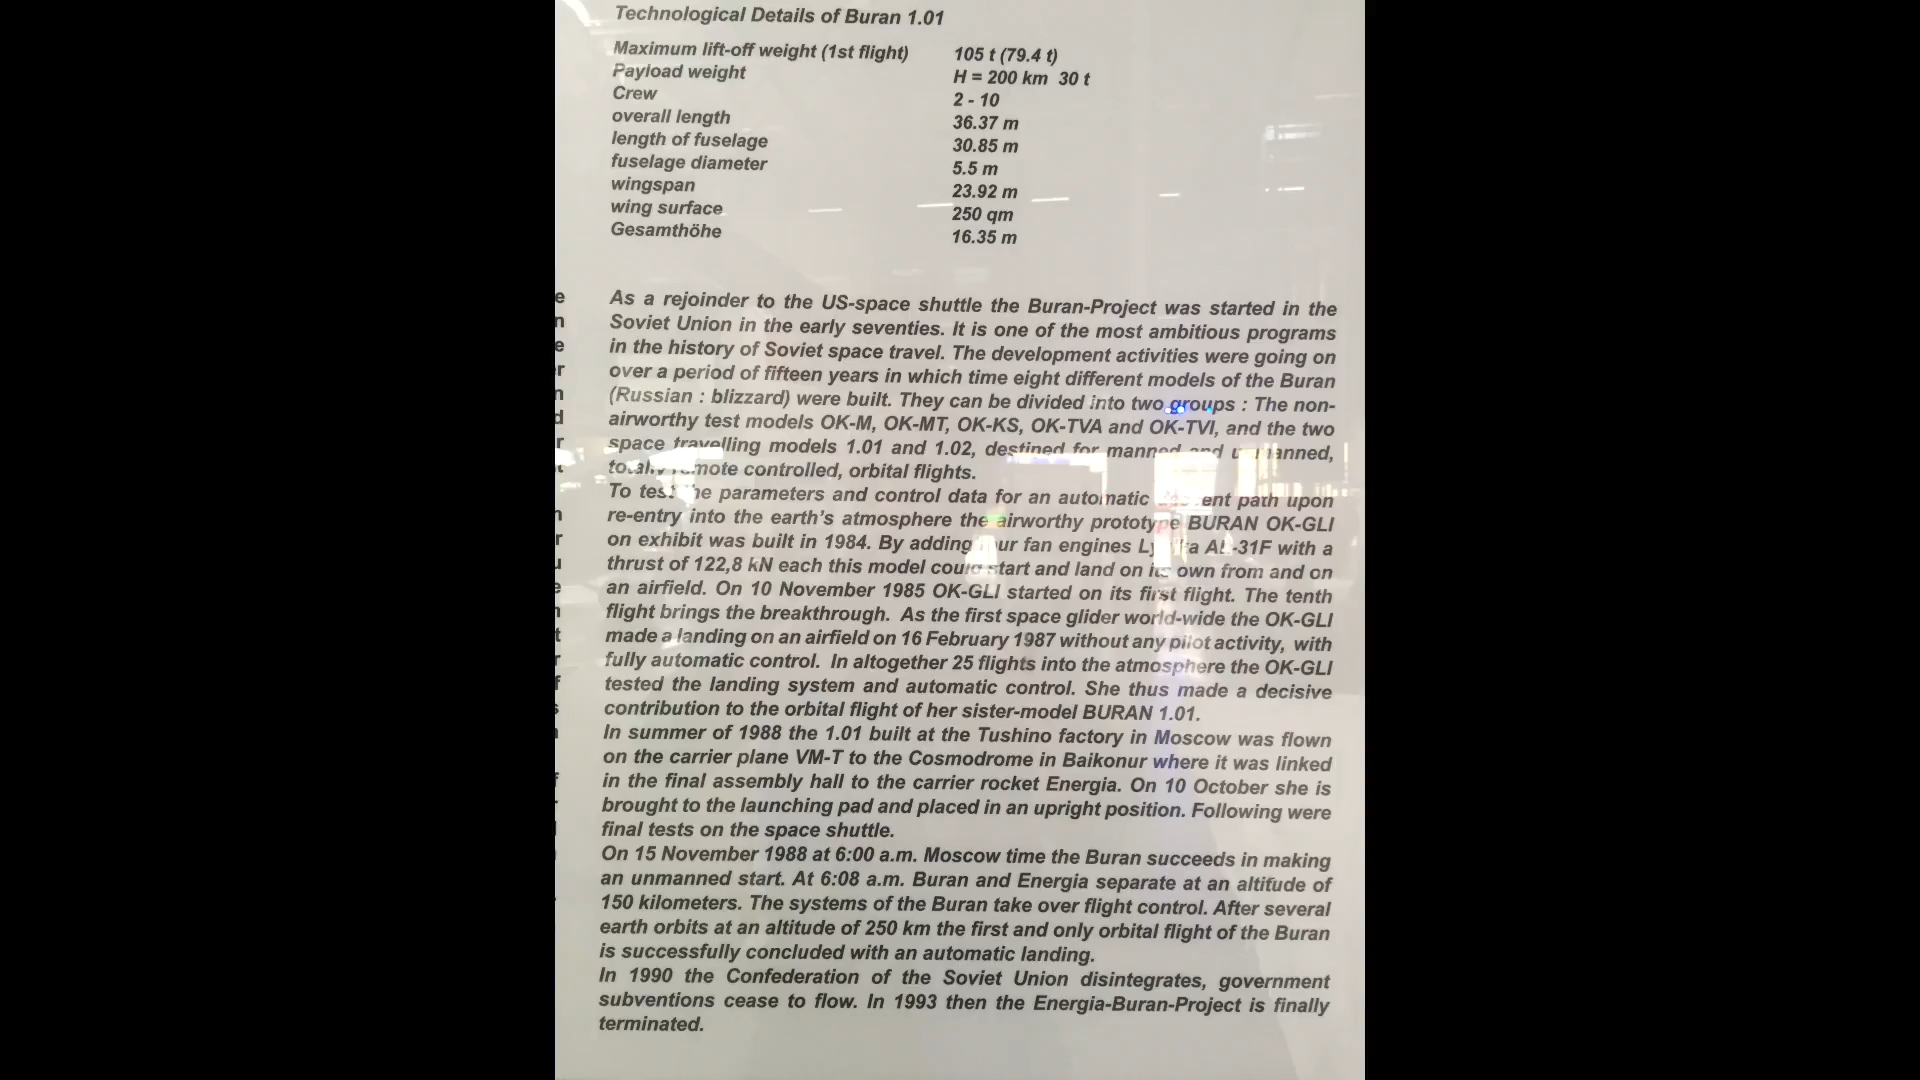 Technological Details of Buran 1.01
Maximum lift-off weight (1st flight) 105 t (79.4 t)
Payload weight H = 200 km 30 t
Crew 2 - 10
overall length 36.37 m
length of fuselage 30.85 m
fuselage diameter 5.5 m
wingspan 23.92 m
wing surface 250 qm
Gesamthöhe 16.35 m
As a rejoinder to the US-space shuttle the Buran-Project was started in the
Soviet Union in the early seventies. It is one of the most ambitious programs
in the history of Soviet space travel. The development activities were going on
over a period of fifteen years in which time eight different models of the Buran
(Russian : blizzard) were built. They can be divided into two groups : The non-
airworthy test models OK-M, OK-MT, OK-KS, OK-TVA and OK-TVI, and the two
space travelling models 1.01 and 1.02, destined for manned and unmanned,
totally remote controlled, orbital flights.
To test the parameters and control data for an automatic path upon
re-entry into the earth's atmosphere the airworthy prototype BURAN OK-GLI
on exhibit was built in 1984. By adding four fan engines AL-31F with a
thrust of 122,8 kN each this model could start and land on its own from and on
an airfield. On 10 November 1985 OK-GLI started on its first flight. The tenth
flight brings the breakthrough. As the first space glider world-wide the OK-GLI
made a landing on an airfield on 16 February 1987 without any pilot activity, with
fully automatic control. In altogether 25 flights into the atmosphere the OK-GLI
tested the landing system and automatic control. She thus made a decisive
contribution to the orbital flight of her sister-model BURAN 1.01.
In summer of 1988 the 1.01 built at the Tushino factory in Moscow was flown
on the carrier plane VM-T to the Cosmodrome in Baikonur where it was linked
in the final assembly hall to the carrier rocket Energia. On 10 October she is
brought to the launching pad and placed in an upright position. Following were
final tests on the space shuttle.
On 15 November 1988 at 6:00 a.m. Moscow time the Buran succeeds in making
an unmanned start. At 6:08 a.m. Buran and Energia separate at an altitude of
150 kilometers. The systems of the Buran take over flight control. After several
earth orbits at an altitude of 250 km the first and only orbital flight of the Buran
is successfully concluded with an automatic landing.
In 1990 the Confederation of the Soviet Union disintegrates, government
subventions cease to flow. In 1993 then the Energia-Buran-Project is finally
terminated.